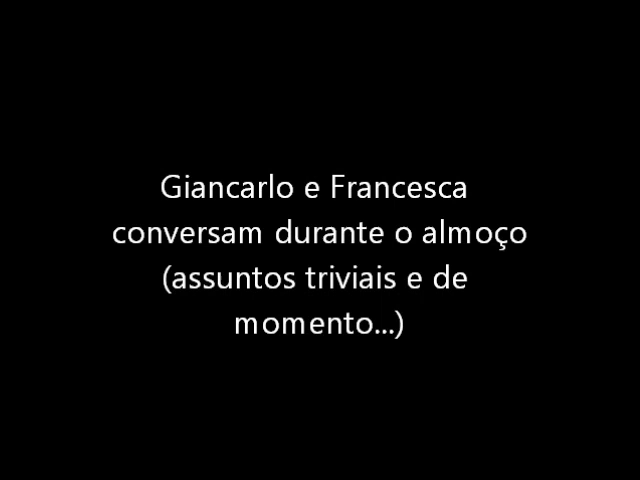 Giancarlo e Francesca
conversam durante o almoço
(assuntos triviais e de
momento...)